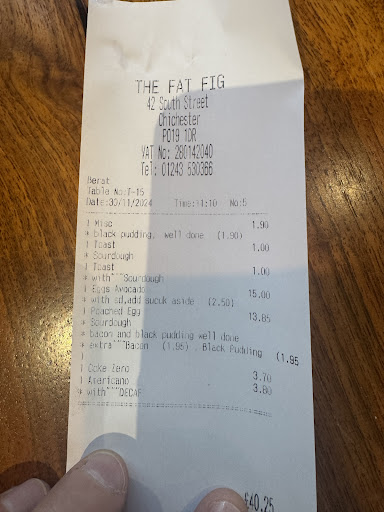 THE FAT FIG
42 South Street
Chichester
PO19 1DR
VAT No: 280142040
Tel: 01243 530366
Berat
Table No:T-15
Date:30/11/2024 Time:11:10 No:5
1 Misc 1.90
* black pudding, well done (1.90)
1 Toast 1.00
* Sourdough
1 Toast 1.00
* with~~Sourdough
1 Eggs Avocado 15.00
* with sd,add sucuk aside (2.50)
1 Poached Egg 13.85
* Sourdough
* bacon and black pudding well done
* extra~~Bacon (1.95) , Black Pudding (1.95
)
1 Coke Zero 3.70
1 Americano 3.80
* with~~DECAF
£40.25